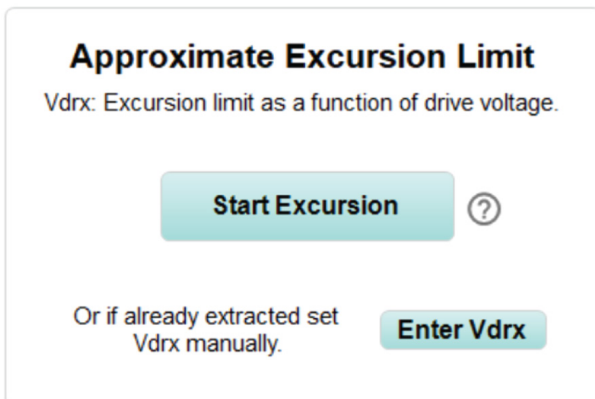 Approximate Excursion Limit
Vdrx: Excursion limit as a function of drive voltage.
Start Excursion ?
Or if already extracted set
Vdrx manually.
Enter Vdrx